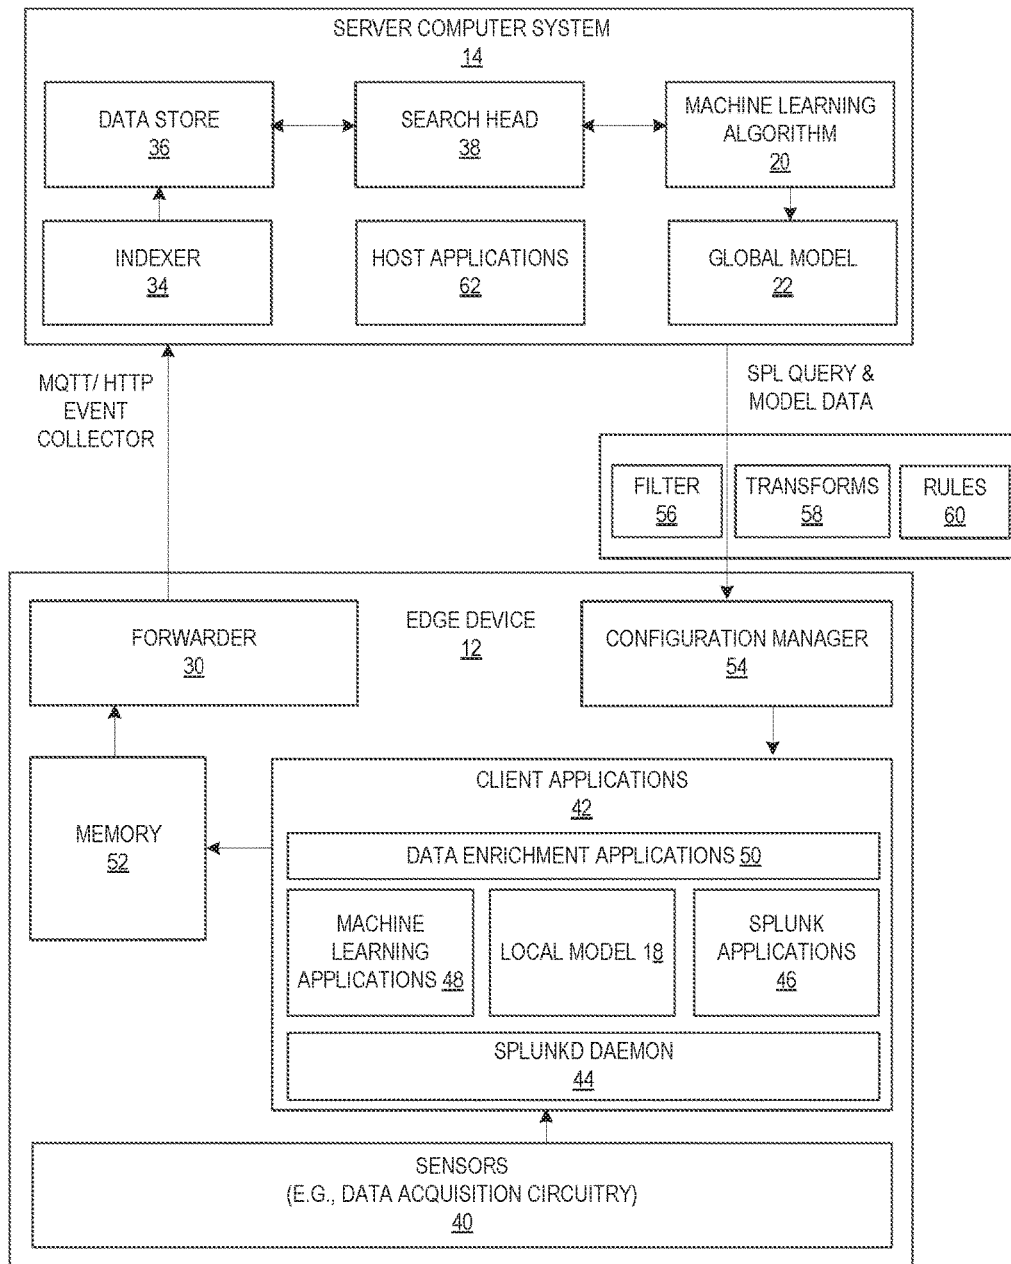 SERVER COMPUTER SYSTEM
14
DATA STORE
36
SEARCH HEAD
38
MACHINE LEARNING
ALGORITHM
20
INDEXER
34
HOST APPLICATIONS
62
GLOBAL MODEL
22
MQTT/ HTTP
EVENT
COLLECTOR
SPL QUERY &
MODEL DATA
FILTER
56
TRANSFORMS
58
RULES
60
FORWARDER
30
EDGE DEVICE
12
CONFIGURATION MANAGER
54
MEMORY
52
CLIENT APPLICATIONS
42
DATA ENRICHMENT APPLICATIONS 50
MACHINE
LEARNING
APPLICATIONS 48
LOCAL MODEL 18
SPLUNK
APPLICATIONS
46
SPLUNKD DAEMON
44
SENSORS
(E.G., DATA ACQUISITION CIRCUITRY)
40